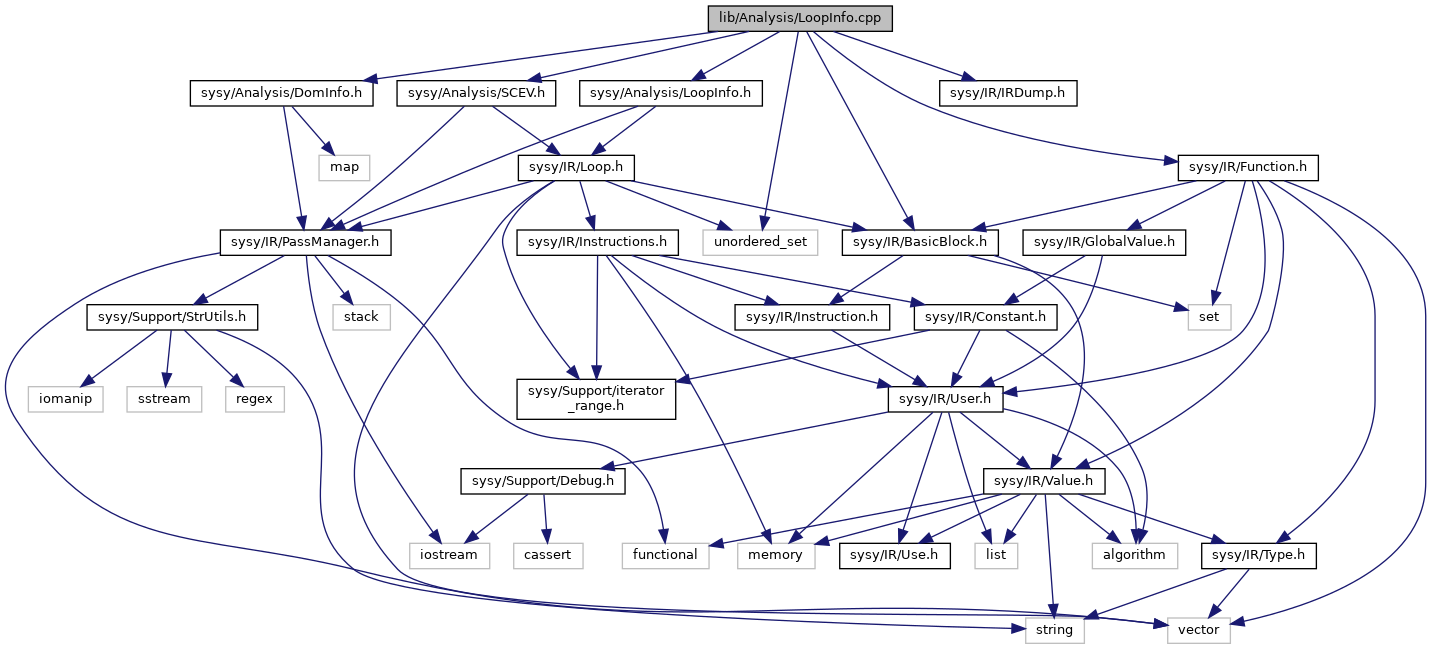 lib/Analysis/LoopInfo.cpp
sysy/Analysis/DomInfo.h
sysy/Analysis/SCEV.h
sysy/Analysis/LoopInfo.h
sysy/IR/IRDump.h
map
sysy/IR/Loop.h
sysy/IR/Function.h
sysy/IR/PassManager.h
sysy/IR/Instructions.h
unordered_set
sysy/IR/BasicBlock.h
sysy/IR/GlobalValue.h
sysy/Support/StrUtils.h
stack
sysy/IR/Instruction.h
sysy/IR/Constant.h
set
iomanip
sstream
regex
sysy/Support/iterator
_range.h
sysy/IR/User.h
sysy/Support/Debug.h
sysy/IR/Value.h
iostream
cassert
functional
memory
sysy/IR/Use.h
list
algorithm
sysy/IR/Type.h
string
vector